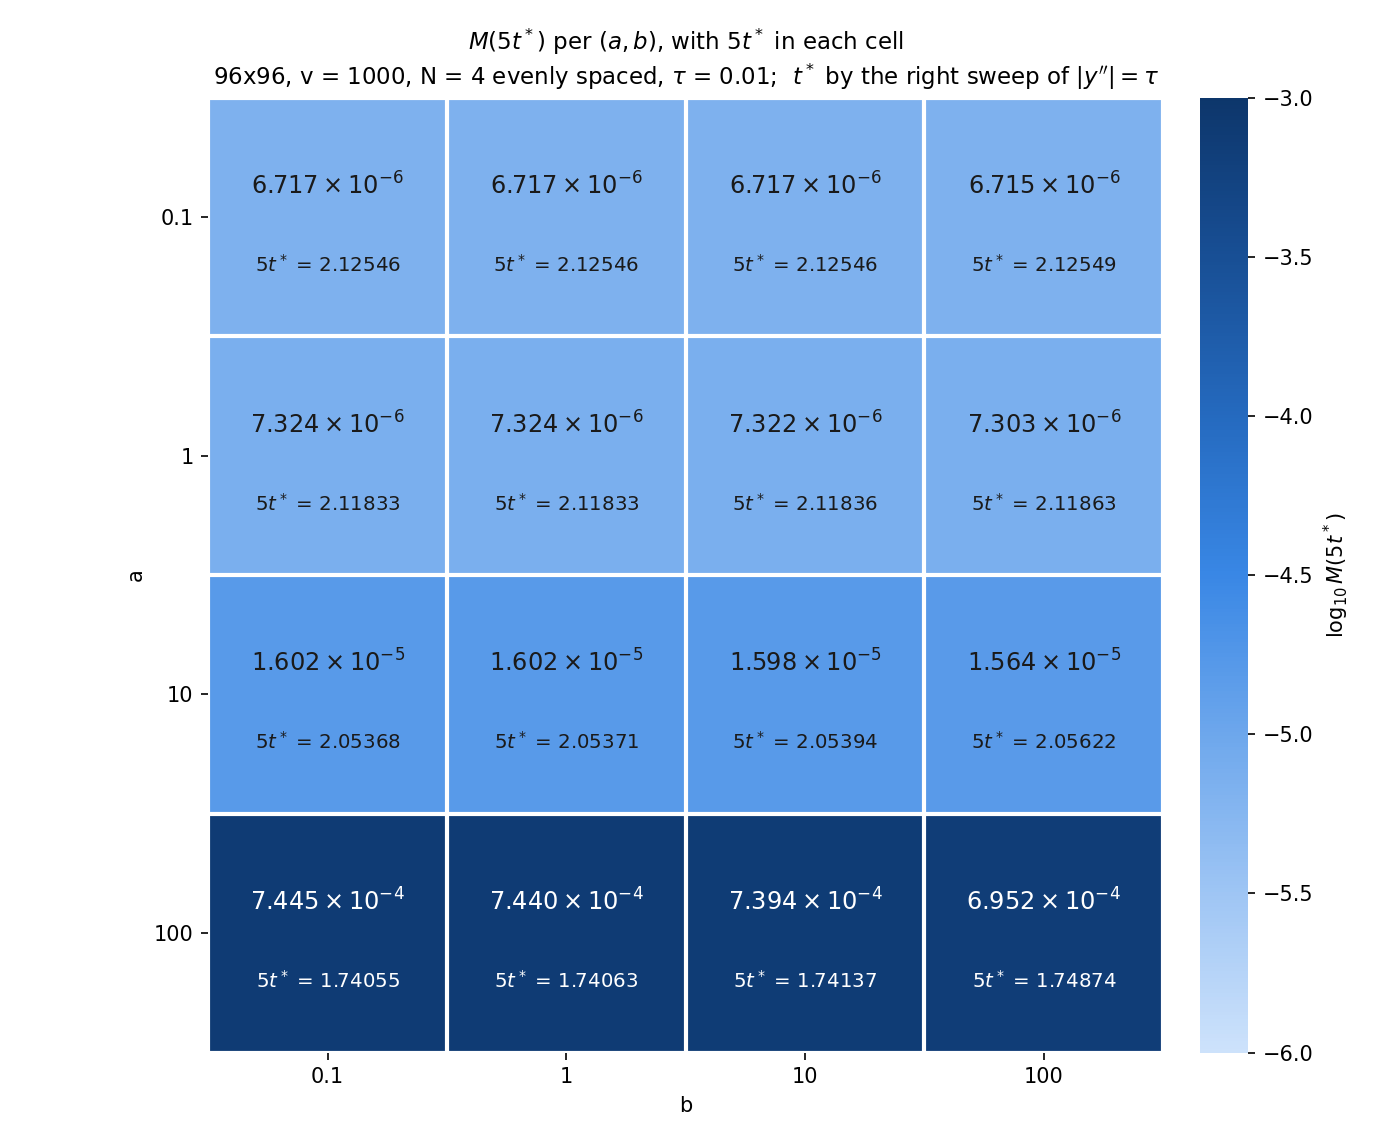 M(5t*) per (a, b), with 5t* in each cell
96x96, v = 1000, N = 4 evenly spaced, τ = 0.01; t* by the right sweep of |y′′| = τ
6.717 × 10⁻⁶ 6.717 × 10⁻⁶ 6.717 × 10⁻⁶ 6.715 × 10⁻⁶
0.1
5t* = 2.12546 5t* = 2.12546 5t* = 2.12546 5t* = 2.12549
7.324 × 10⁻⁶ 7.324 × 10⁻⁶ 7.322 × 10⁻⁶ 7.303 × 10⁻⁶
1
5t* = 2.11833 5t* = 2.11833 5t* = 2.11836 5t* = 2.11863
a
1.602 × 10⁻⁵ 1.602 × 10⁻⁵ 1.598 × 10⁻⁵ 1.564 × 10⁻⁵
10
5t* = 2.05368 5t* = 2.05371 5t* = 2.05394 5t* = 2.05622
7.445 × 10⁻⁴ 7.440 × 10⁻⁴ 7.394 × 10⁻⁴ 6.952 × 10⁻⁴
100
5t* = 1.74055 5t* = 1.74063 5t* = 1.74137 5t* = 1.74874
0.1 1 10 100
b
−3.0
−3.5
−4.0
−4.5
−5.0
−5.5
−6.0
log₁₀ M(5t*)